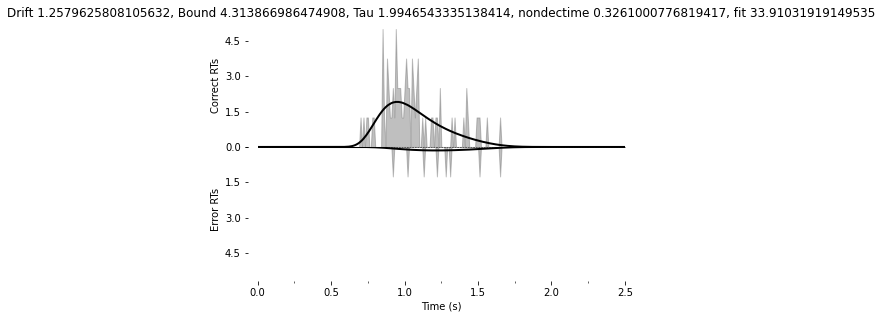 Drift 1.2579625808105632, Bound 4.313866986474908, Tau 1.9946543335138414, nondectime 0.3261000776819417, fit 33.91031919149535
4.5
3.0
1.5
0.0
1.5
3.0
4.5
Correct RTs
Error RTs
0.0 0.5 1.0 1.5 2.0 2.5
Time (s)